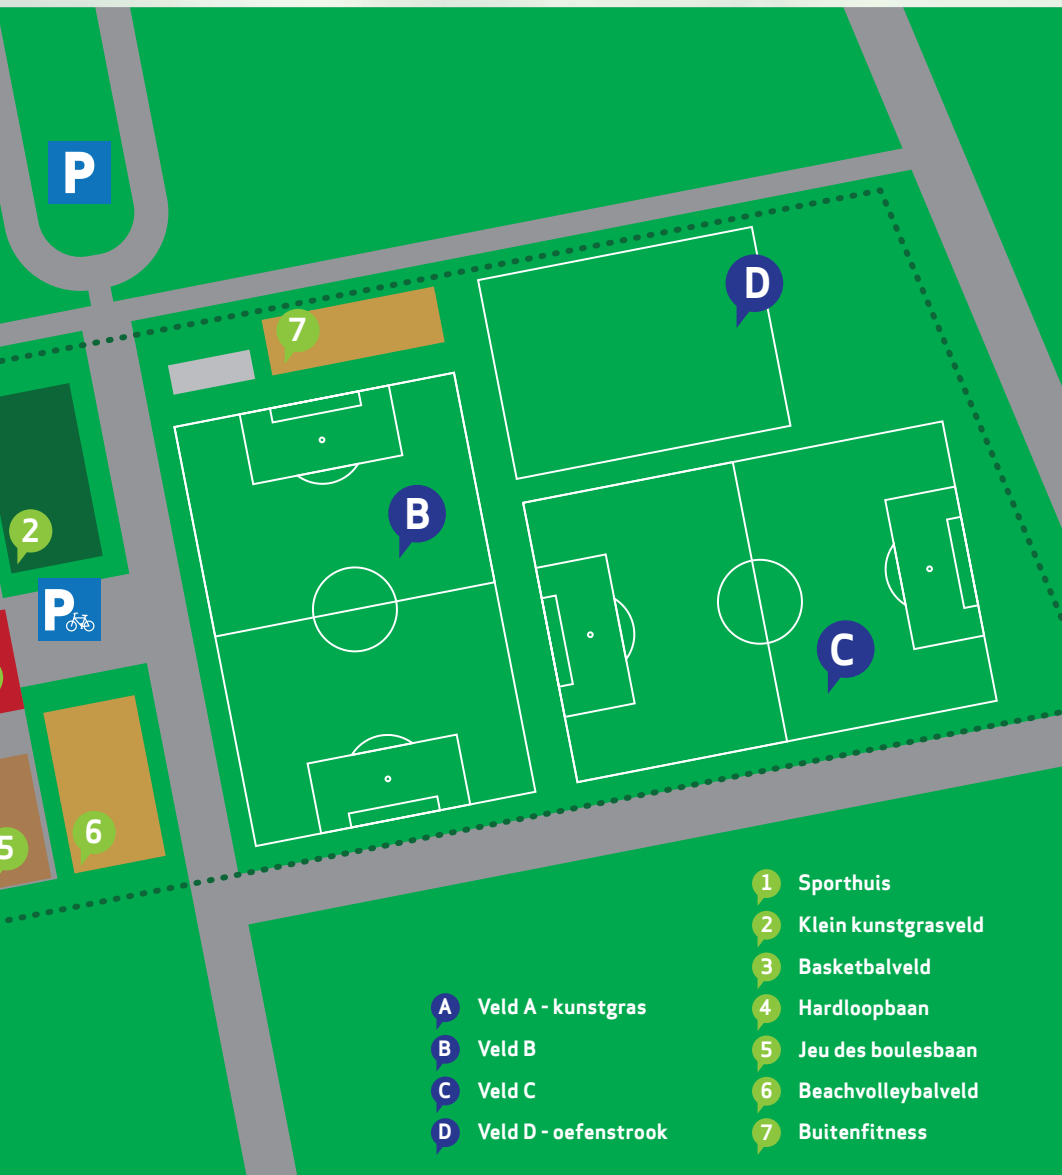 P
D
7
B
2
P
C
6
5
1 Sporthuis
2 Klein kunstgrasveld
3 Basketbalveld
4 Hardloopbaan
5 Jeu des boulesbaan
6 Beachvolleybalveld
7 Buitenfitness
A Veld A - kunstgras
B Veld B
C Veld C
D Veld D - oefenstrook